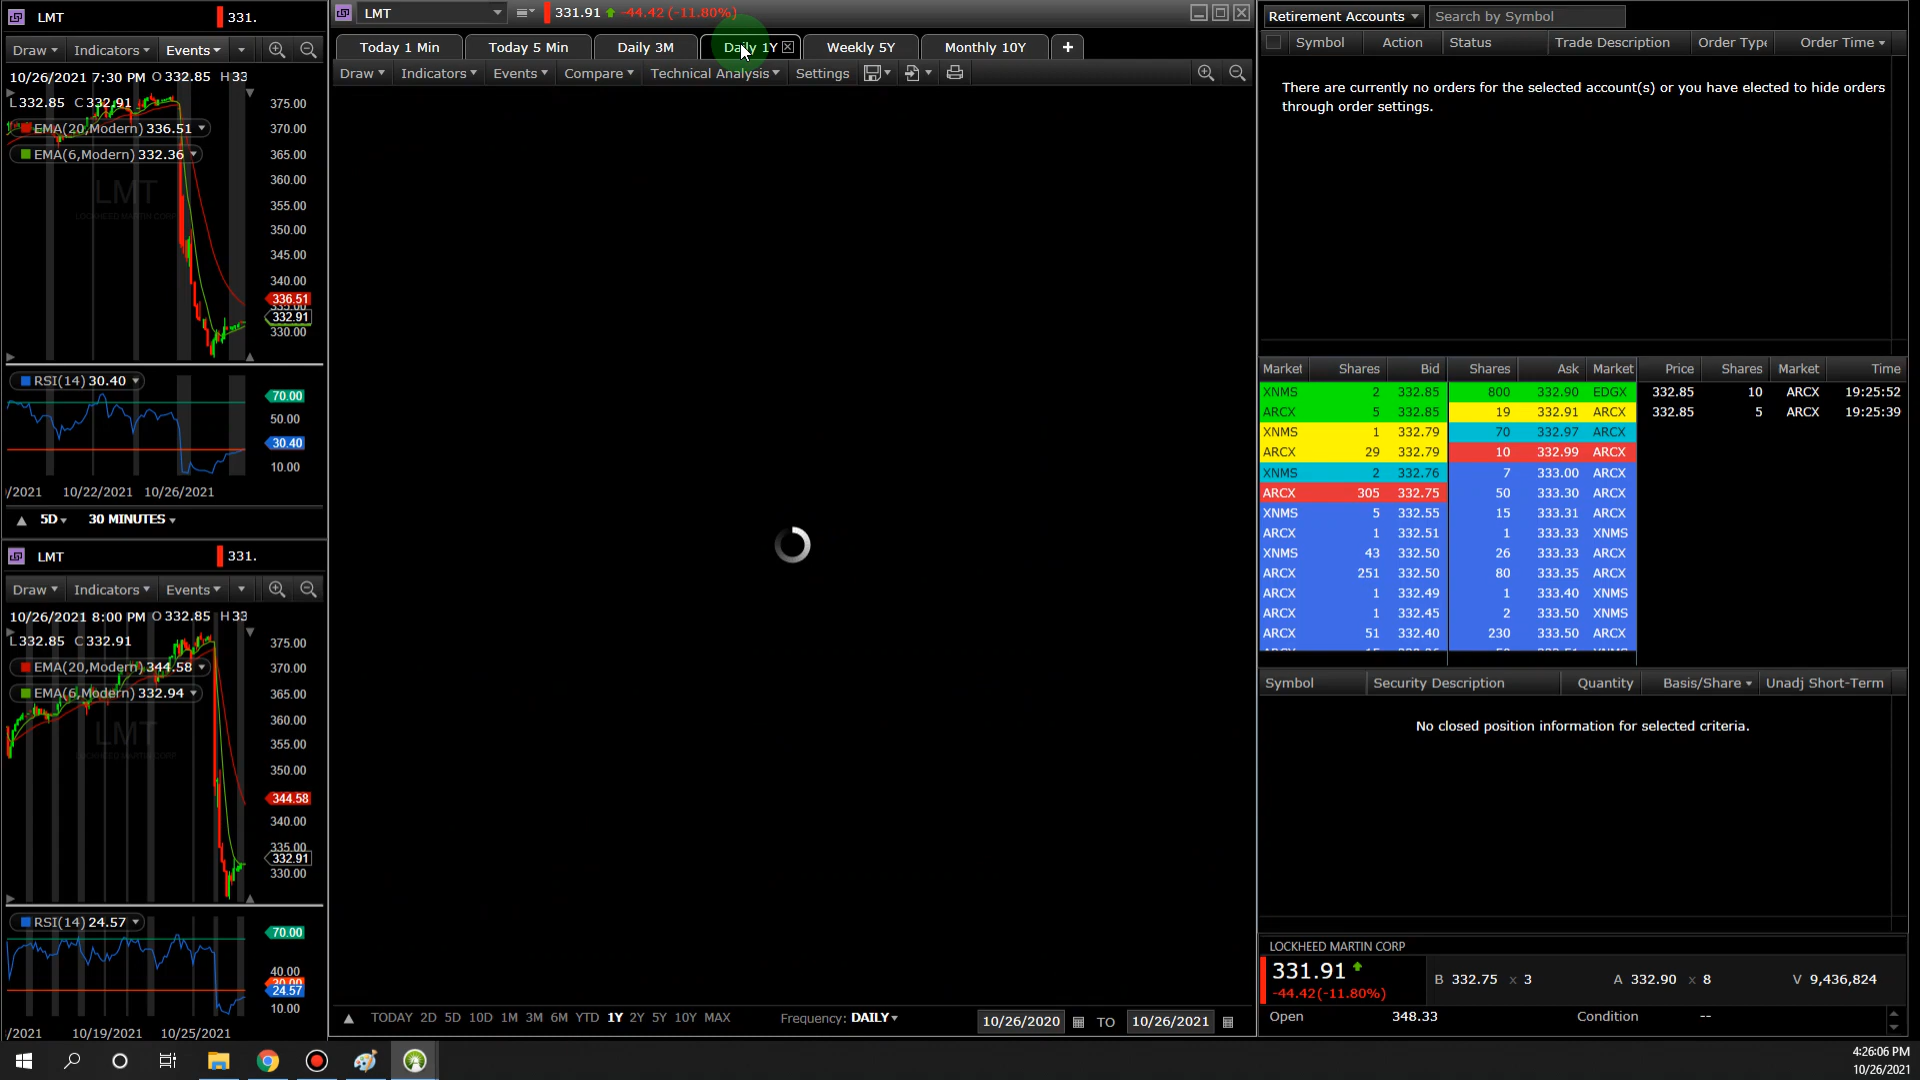 LMT 331.
Draw Indicators Events
10/26/2021 7:30 PM O 332.85 H 33
L 332.85 C 332.91
EMA(20,Modern) 336.51
EMA(6,Modern) 332.36
LMT
LOCKHEED MARTIN CORP
375.00
370.00
365.00
360.00
355.00
350.00
345.00
340.00
336.51
332.91
330.00
RSI(14) 30.40
70.00
50.00
30.40
10.00
/2021 10/22/2021 10/26/2021
5D 30 MINUTES
LMT 331.
Draw Indicators Events
10/26/2021 8:00 PM O 332.85 H 33
L 332.85 C 332.91
EMA(20,Modern) 344.58
EMA(6,Modern) 332.94
LMT
375.00
370.00
365.00
360.00
355.00
350.00
344.58
340.00
335.00
332.91
330.00
RSI(14) 24.57
70.00
40.00
30.00
24.57
10.00
/2021 10/19/2021 10/25/2021
LMT 331.91 -44.42 (-11.80%)
Today 1 Min Today 5 Min Daily 3M Daily 1Y Weekly 5Y Monthly 10Y +
Draw Indicators Events Compare Technical Analysis Settings
TODAY 2D 5D 10D 1M 3M 6M YTD 1Y 2Y 5Y 10Y MAX Frequency: DAILY 10/26/2020 TO 10/26/2021
Retirement Accounts Search by Symbol
Symbol Action Status Trade Description Order Type Order Time
There are currently no orders for the selected account(s) or you have elected to hide orders
through order settings.
Market Shares Bid Shares Ask Market Price Shares Market Time
XNMS 2 332.85 800 332.90 EDGX 332.85 10 ARCX 19:25:52
ARCX 5 332.85 19 332.91 ARCX 332.85 5 ARCX 19:25:39
XNMS 1 332.79 70 332.97 ARCX
ARCX 29 332.79 10 332.99 ARCX
XNMS 2 332.76 7 333.00 ARCX
ARCX 305 332.75 50 333.30 ARCX
XNMS 5 332.55 15 333.31 ARCX
ARCX 1 332.51 1 333.33 XNMS
XNMS 43 332.50 26 333.33 ARCX
ARCX 251 332.50 80 333.35 ARCX
ARCX 1 332.49 1 333.40 XNMS
ARCX 1 332.45 2 333.50 XNMS
ARCX 51 332.40 230 333.50 ARCX
Symbol Security Description Quantity Basis/Share Unadj Short-Term
No closed position information for selected criteria.
LOCKHEED MARTIN CORP
331.91 B 332.75 x 3 A 332.90 x 8 V 9,436,824
-44.42(-11.80%)
Open 348.33 Condition --
4:26:06 PM
10/26/2021